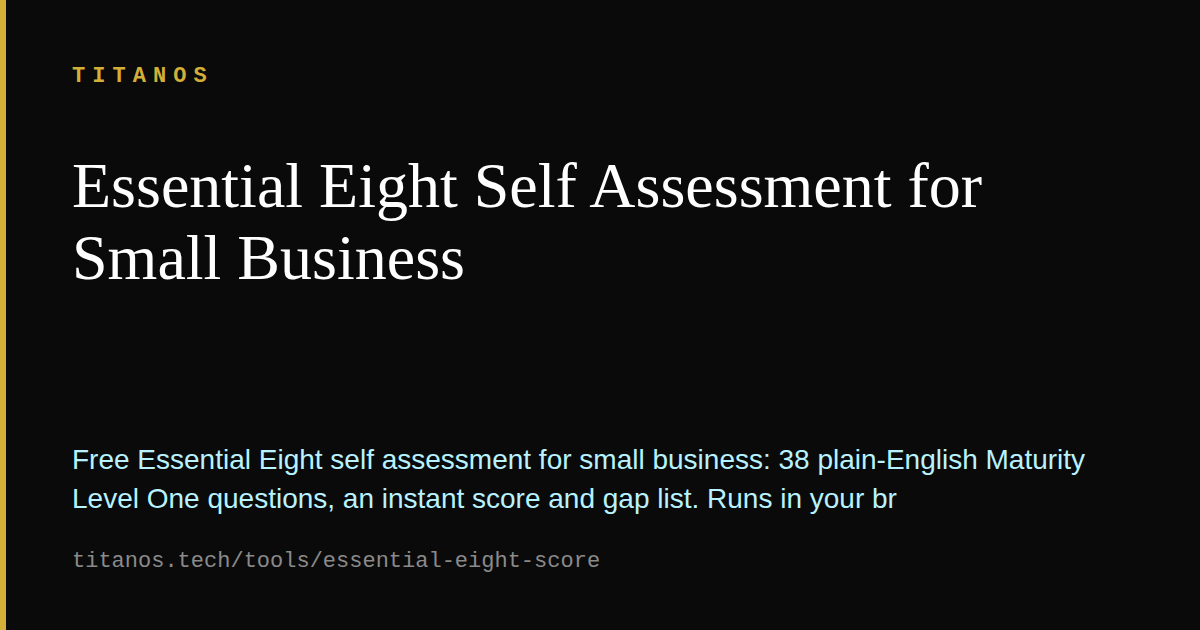 TITANOS
Essential Eight Self Assessment for
Small Business
Free Essential Eight self assessment for small business: 38 plain-English Maturity
Level One questions, an instant score and gap list. Runs in your br
titanos.tech/tools/essential-eight-score